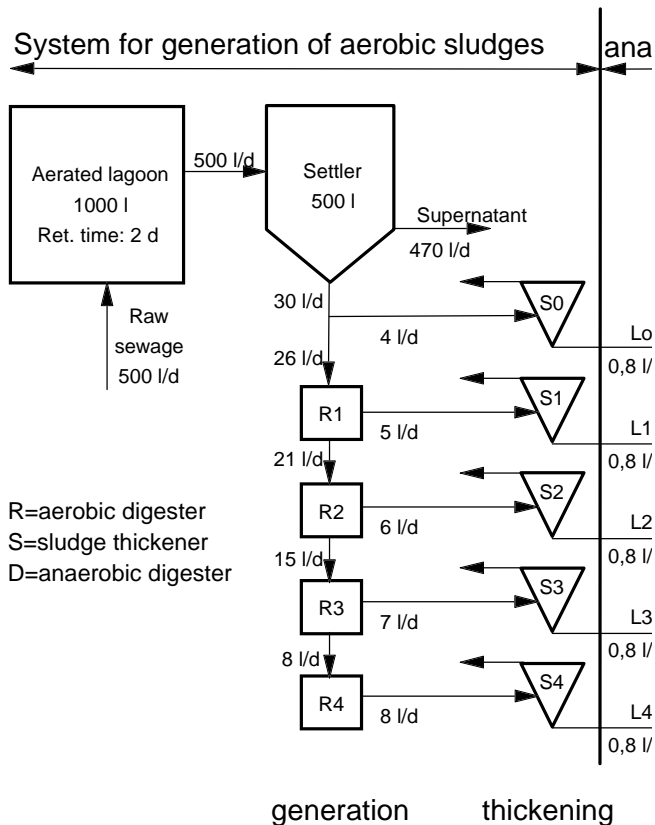 System for generation of aerobic sludges
ana
500 l/d
Aerated lagoon
1000 l
Ret. time: 2 d
Settler
500 l
Supernatant
470 l/d
Raw
sewage
500 l/d
30 l/d
4 l/d
S0
Lo
0,8 l/
26 l/d
R1
5 l/d
S1
L1
0,8 l/
21 l/d
R2
6 l/d
S2
L2
0,8 l/
R=aerobic digester
S=sludge thickener
D=anaerobic digester
15 l/d
R3
7 l/d
S3
L3
0,8 l/
8 l/d
R4
8 l/d
S4
L4
0,8 l/
generation
thickening